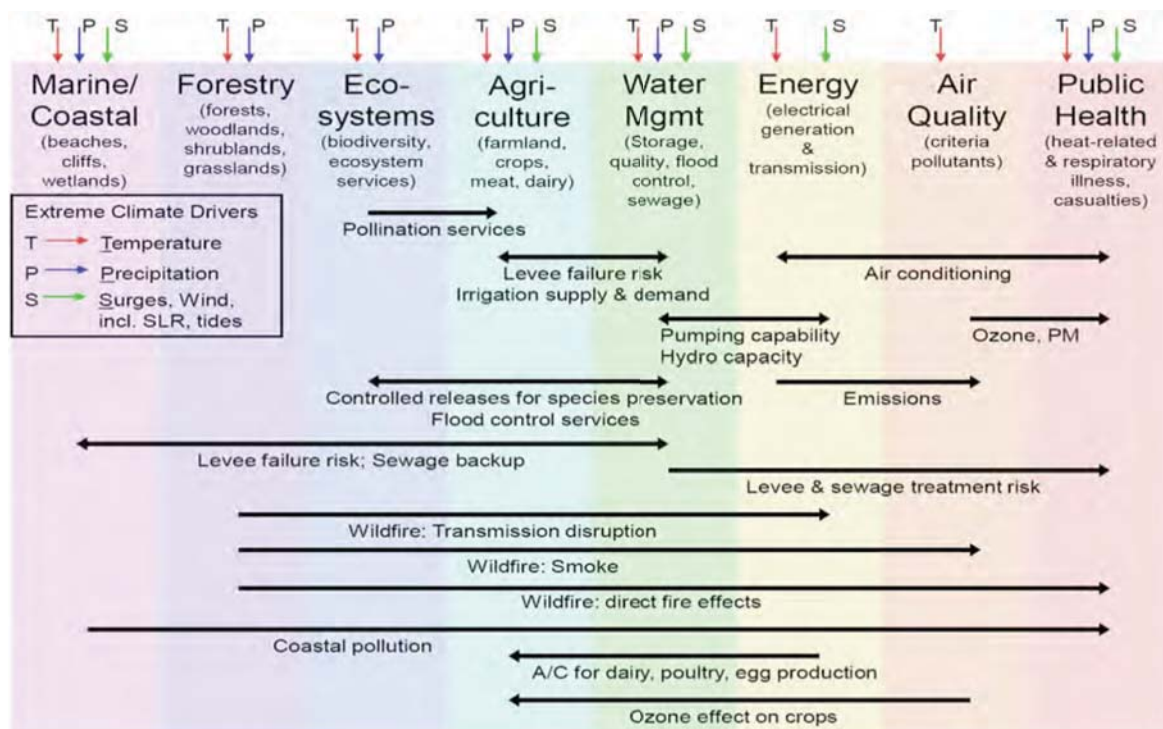 T P S
T P
T P
T P S
T P S
T S
T
T P S
Marine/
Coastal
(beaches,
cliffs,
wetlands)
Forestry
(forests,
woodlands,
shrublands,
grasslands)
Eco-
systems
(biodiversity,
ecosystem
services)
Agri-
culture
(farmland,
crops,
meat, dairy)
Water
Mgmt
(Storage,
quality, flood
control,
sewage)
Energy
(electrical
generation
&
transmission)
Air
Quality
(criteria
pollutants)
Public
Health
(heat-related
& respiratory
illness,
casualties)
Extreme Climate Drivers
T Temperature
P Precipitation
S Surges, Wind,
incl. SLR, tides
Pollination services
Levee failure risk
Irrigation supply & demand
Air conditioning
Pumping capability
Hydro capacity
Ozone, PM
Controlled releases for species preservation
Flood control services
Emissions
Levee failure risk; Sewage backup
Levee & sewage treatment risk
Wildfire: Transmission disruption
Wildfire: Smoke
Wildfire: direct fire effects
Coastal pollution
A/C for dairy, poultry, egg production
Ozone effect on crops